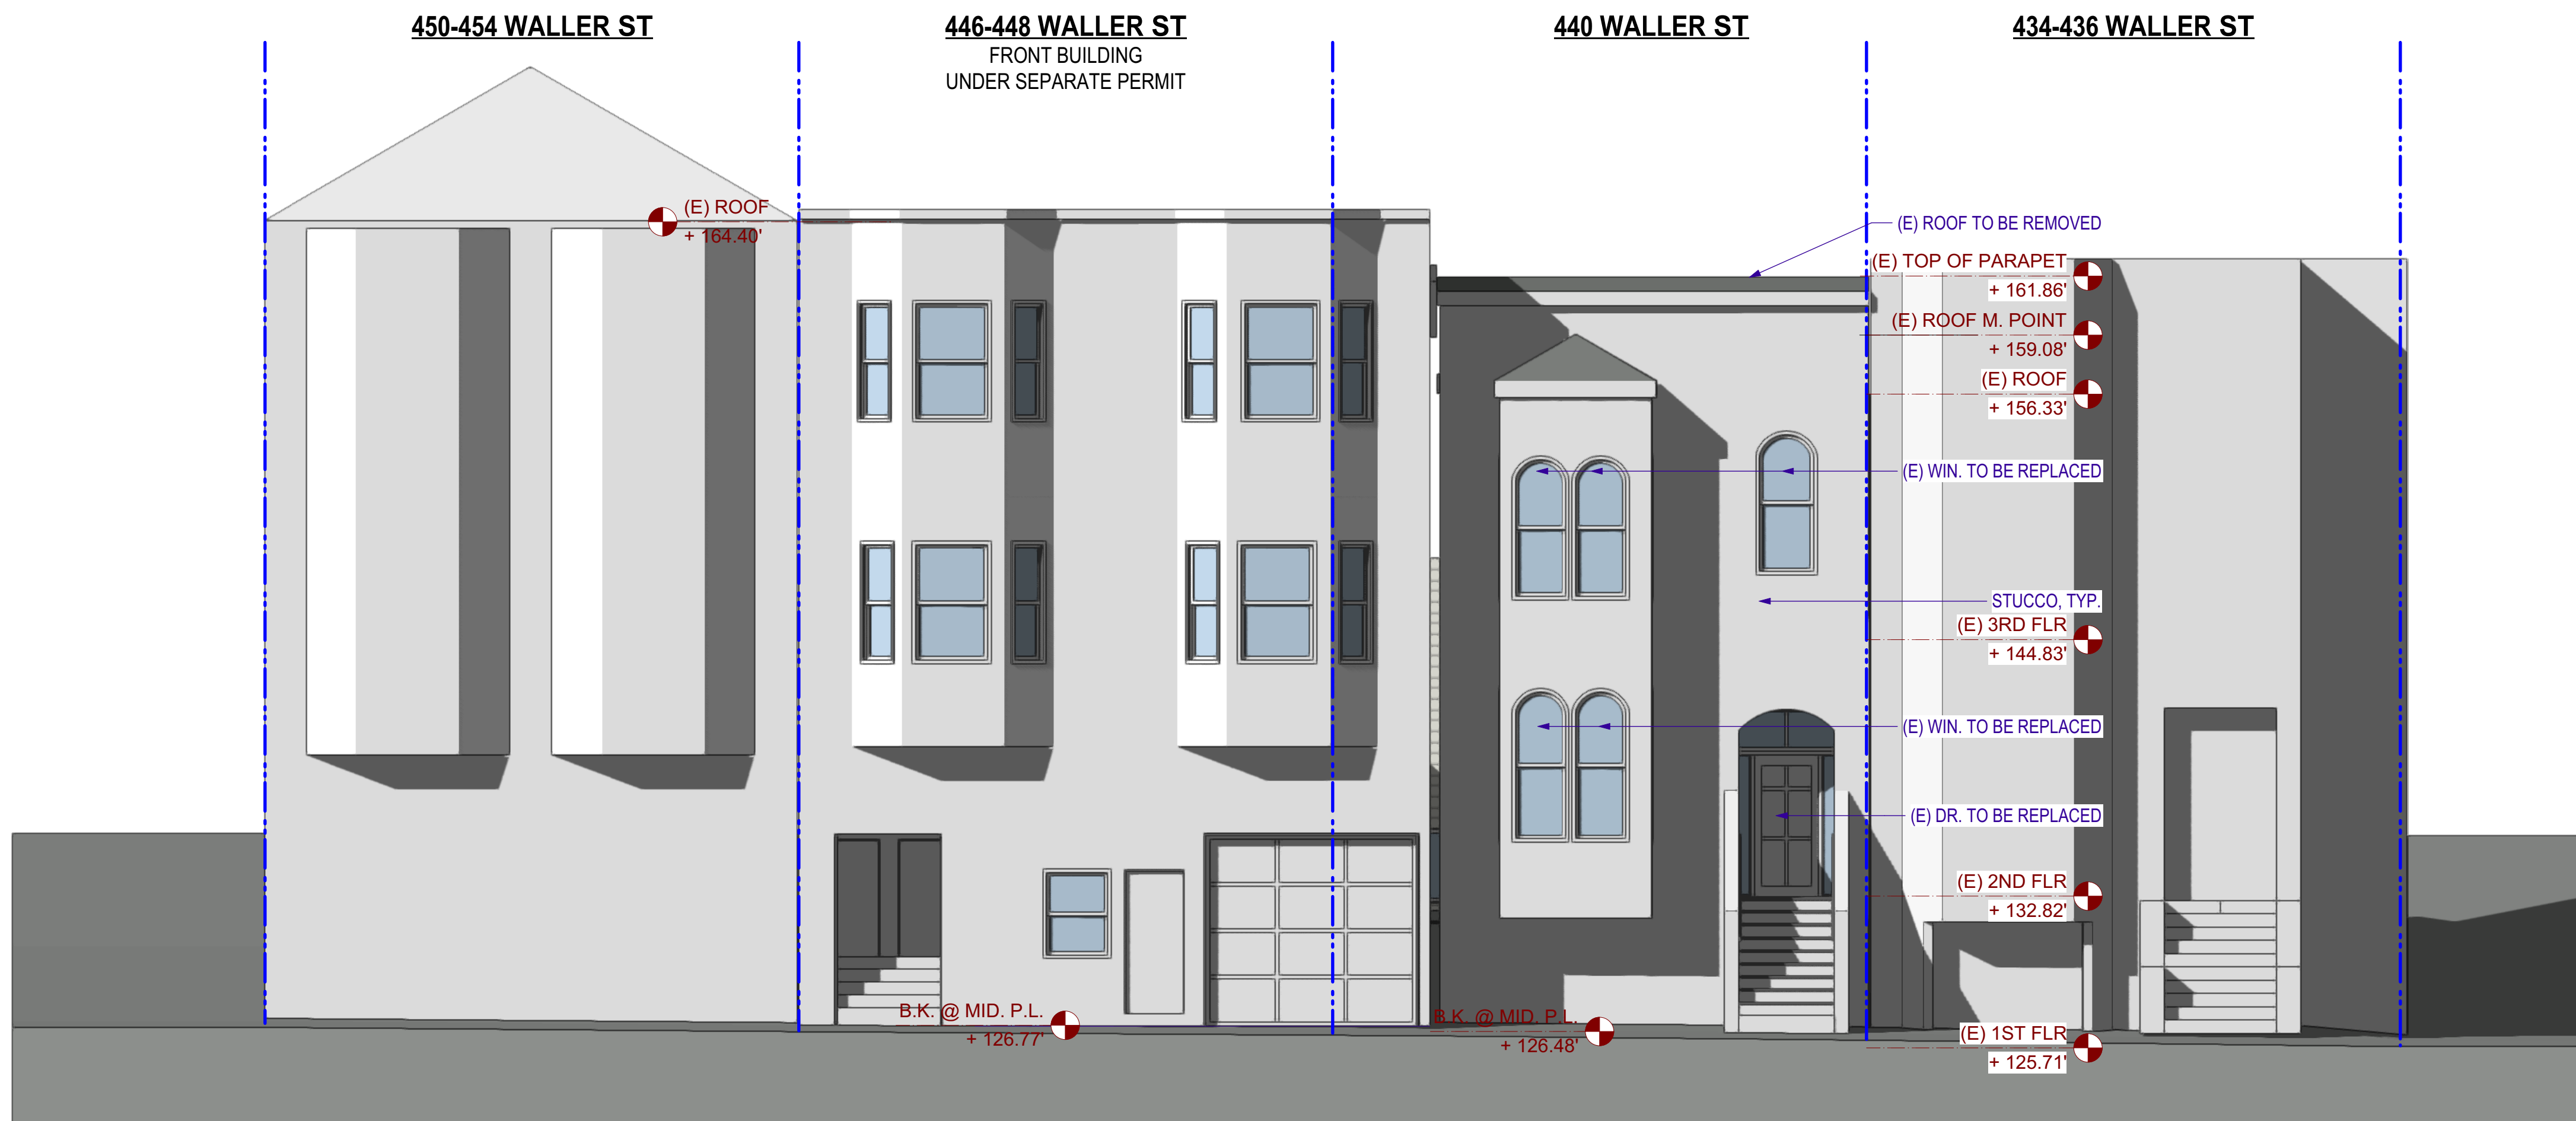 450-454 WALLER ST
446-448 WALLER ST
FRONT BUILDING
UNDER SEPARATE PERMIT
440 WALLER ST
434-436 WALLER ST
(E) ROOF
+ 164.40'
(E) ROOF TO BE REMOVED
(E) TOP OF PARAPET
+ 161.86'
(E) ROOF M. POINT
+ 159.08'
(E) ROOF
+ 156.33'
(E) WIN. TO BE REPLACED
STUCCO, TYP.
(E) 3RD FLR
+ 144.83'
(E) WIN. TO BE REPLACED
(E) DR. TO BE REPLACED
(E) 2ND FLR
+ 132.82'
B.K. @ MID. P.L.
+ 126.77'
B.K. @ MID. P.L.
+ 126.48'
(E) 1ST FLR
+ 125.71'